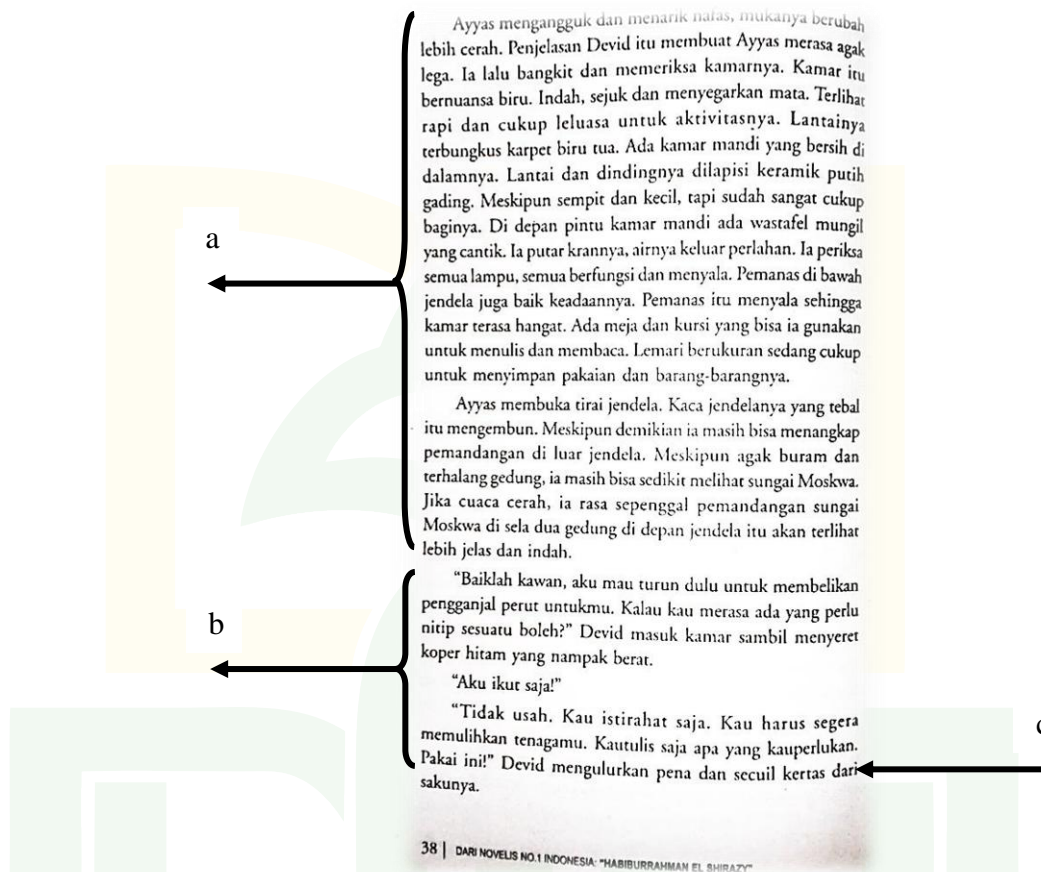 Ayyas mengangguk dan menarik nafas, mukanya berubah
lebih cerah. Penjelasan Devid itu membuat Ayyas merasa agak
lega. Ia lalu bangkit dan memeriksa kamarnya. Kamar itu
bernuansa biru. Indah, sejuk dan menyegarkan mata. Terlihat
rapi dan cukup leluasa untuk aktivitasnya. Lantainya
terbungkus karpet biru tua. Ada kamar mandi yang bersih di
dalamnya. Lantai dan dindingnya dilapisi keramik putih
gading. Meskipun sempit dan kecil, tapi sudah sangat cukup
baginya. Di depan pintu kamar mandi ada wastafel mungil
a
yang cantik. Ia putar krannya, airnya keluar perlahan. Ia periksa
semua lampu, semua berfungsi dan menyala. Pemanas di bawah
jendela juga baik keadaannya. Pemanas itu menyala sehingga
kamar terasa hangat. Ada meja dan kursi yang bisa ia gunakan
untuk menulis dan membaca. Lemari berukuran sedang cukup
untuk menyimpan pakaian dan barang-barangnya.
Ayyas membuka tirai jendela. Kaca jendelanya yang tebal
itu mengembun. Meskipun demikian ia masih bisa menangkap
pemandangan di luar jendela. Meskipun agak buram dan
terhalang gedung, ia masih bisa sedikit melihat sungai Moskwa.
Jika cuaca cerah, ia rasa sepenggal pemandangan sungai
Moskwa di sela dua gedung di depan jendela itu akan terlihat
lebih jelas dan indah.
"Baiklah kawan, aku mau turun dulu untuk membelikan
pengganjal perut untukmu. Kalau kau merasa ada yang perlu
b
nitip sesuatu boleh?" Devid masuk kamar sambil menyeret
koper hitam yang nampak berat.
"Aku ikut saja!"
"Tidak usah. Kau istirahat saja. Kau harus segera
memulihkan tenagamu. Kautulis saja apa yang kauperlukan.
Pakai ini!" Devid mengulurkan pena dan secuil kertas dari
sakunya.
38 | DARI NOVELIS NO.1 INDONESIA: "HABIBURRAHMAN EL SHIRAZY"